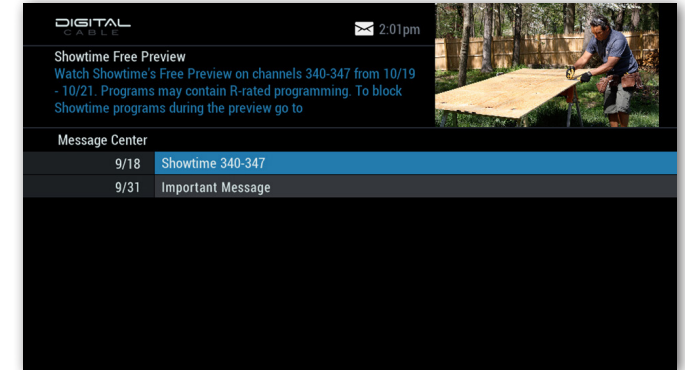 DIGITAL
CABLE
2:01pm
Showtime Free Preview
Watch Showtime's Free Preview on channels 340-347 from 10/19
- 10/21. Programs may contain R-rated programming. To block
Showtime programs during the preview go to
Message Center
9/18 Showtime 340-347
9/31 Important Message